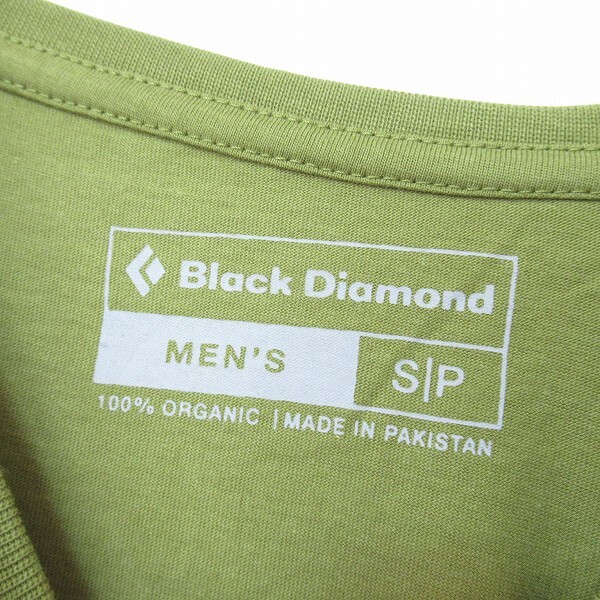 Black Diamond
MEN'S S|P
100% ORGANIC | MADE IN PAKISTAN